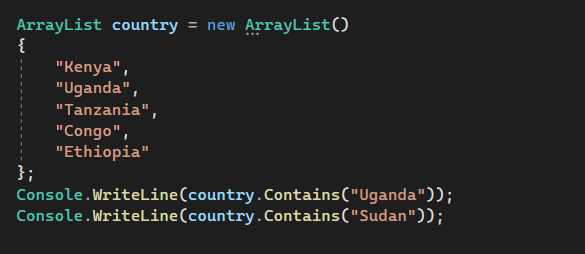 ArrayList country = new ArrayList()
{
    "Kenya",
    "Uganda",
    "Tanzania",
    "Congo",
    "Ethiopia"
};
Console.WriteLine(country.Contains("Uganda"));
Console.WriteLine(country.Contains("Sudan"));